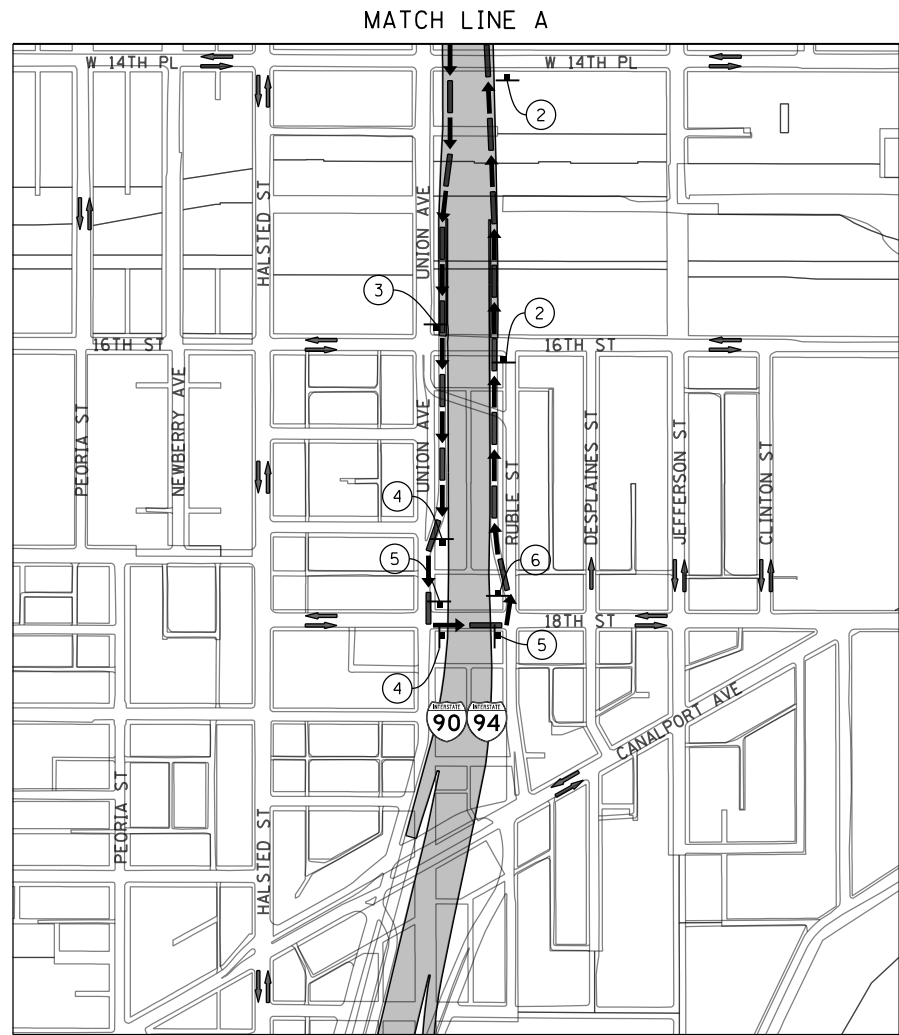 MATCH LINE A
W 14TH PL
W 14TH PL
2
HALSTED ST
UNION AVE
3
2
16TH ST
16TH ST
PEORIA ST
NEWBERRY AVE
UNION AVE
RUBLE ST
DESPLAINES ST
JEFFERSON ST
CLINTON ST
4
5
6
18TH ST
5
4
INTERSTATE
90
INTERSTATE
94
CANALPORT AVE
PEORIA ST
HALSTED ST